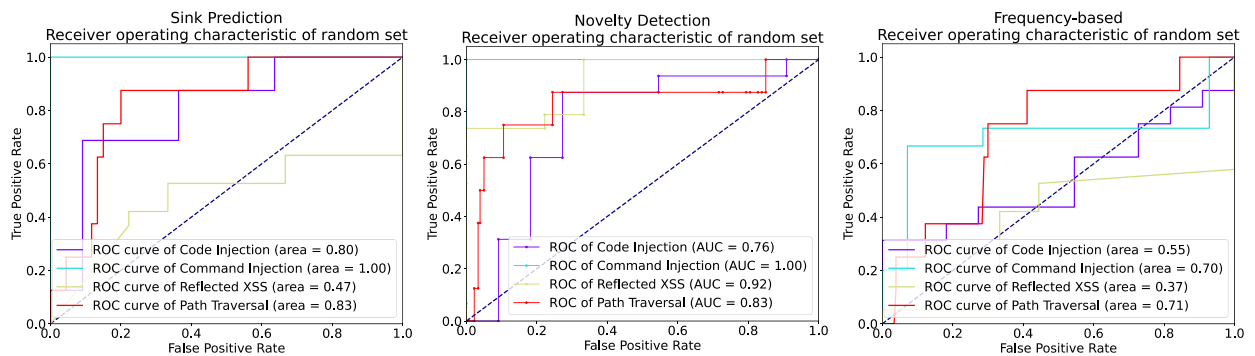 Sink Prediction
Receiver operating characteristic of random set
True Positive Rate
1.0
0.8
0.6
0.4
0.2
0.0
ROC curve of Code Injection (area = 0.80)
ROC curve of Command Injection (area = 1.00)
ROC curve of Reflected XSS (area = 0.47)
ROC curve of Path Traversal (area = 0.83)
0.0 0.2 0.4 0.6 0.8 1.0
False Positive Rate
Novelty Detection
Receiver operating characteristic of random set
True Positive Rate
1.0
0.8
0.6
0.4
0.2
0.0
ROC of Code Injection (AUC = 0.76)
ROC of Command Injection (AUC = 1.00)
ROC of Reflected XSS (AUC = 0.92)
ROC of Path Traversal (AUC = 0.83)
0.0 0.2 0.4 0.6 0.8 1.0
False Positive Rate
Frequency-based
Receiver operating characteristic of random set
True Positive Rate
1.0
0.8
0.6
0.4
0.2
0.0
ROC curve of Code Injection (area = 0.55)
ROC curve of Command Injection (area = 0.70)
ROC curve of Reflected XSS (area = 0.37)
ROC curve of Path Traversal (area = 0.71)
0.0 0.2 0.4 0.6 0.8 1.0
False Positive Rate